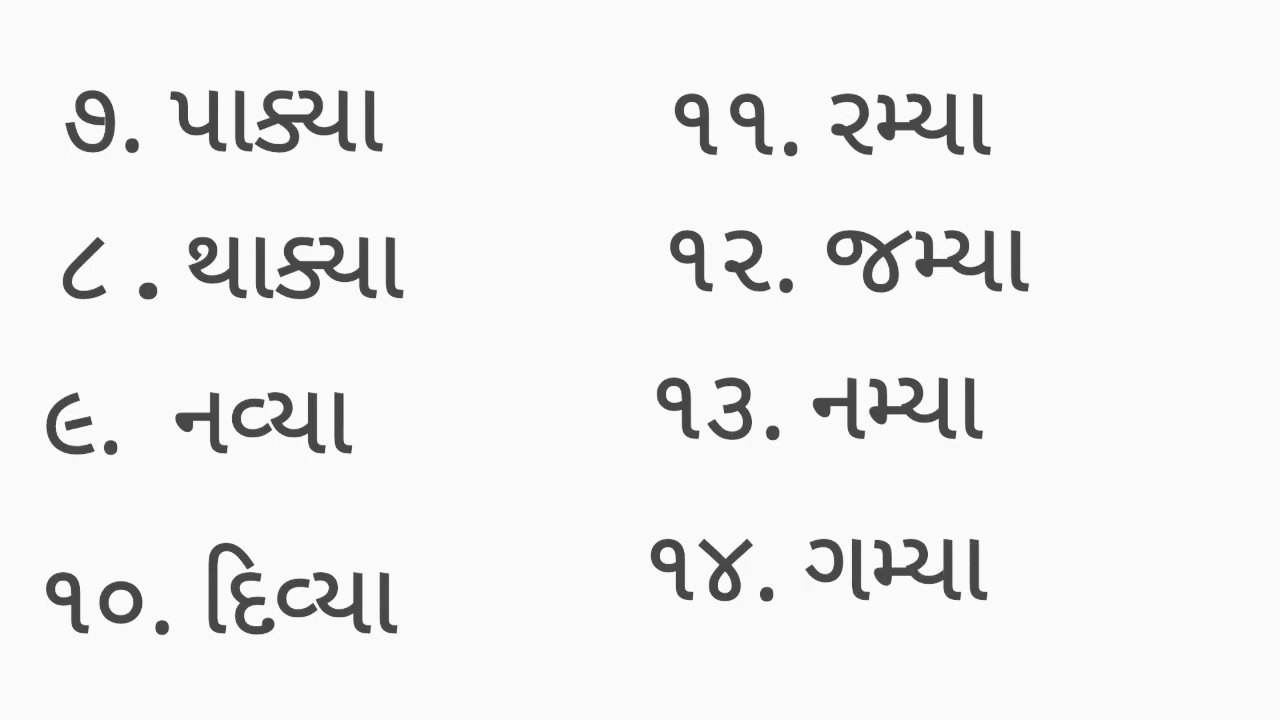 ૭. પાક્યા
૮ . થાક્યા
૯. નવ્યા
૧૦. દિવ્યા
૧૧. રમ્યા
૧૨. જમ્યા
૧૩. નમ્યા
૧૪. ગમ્યા